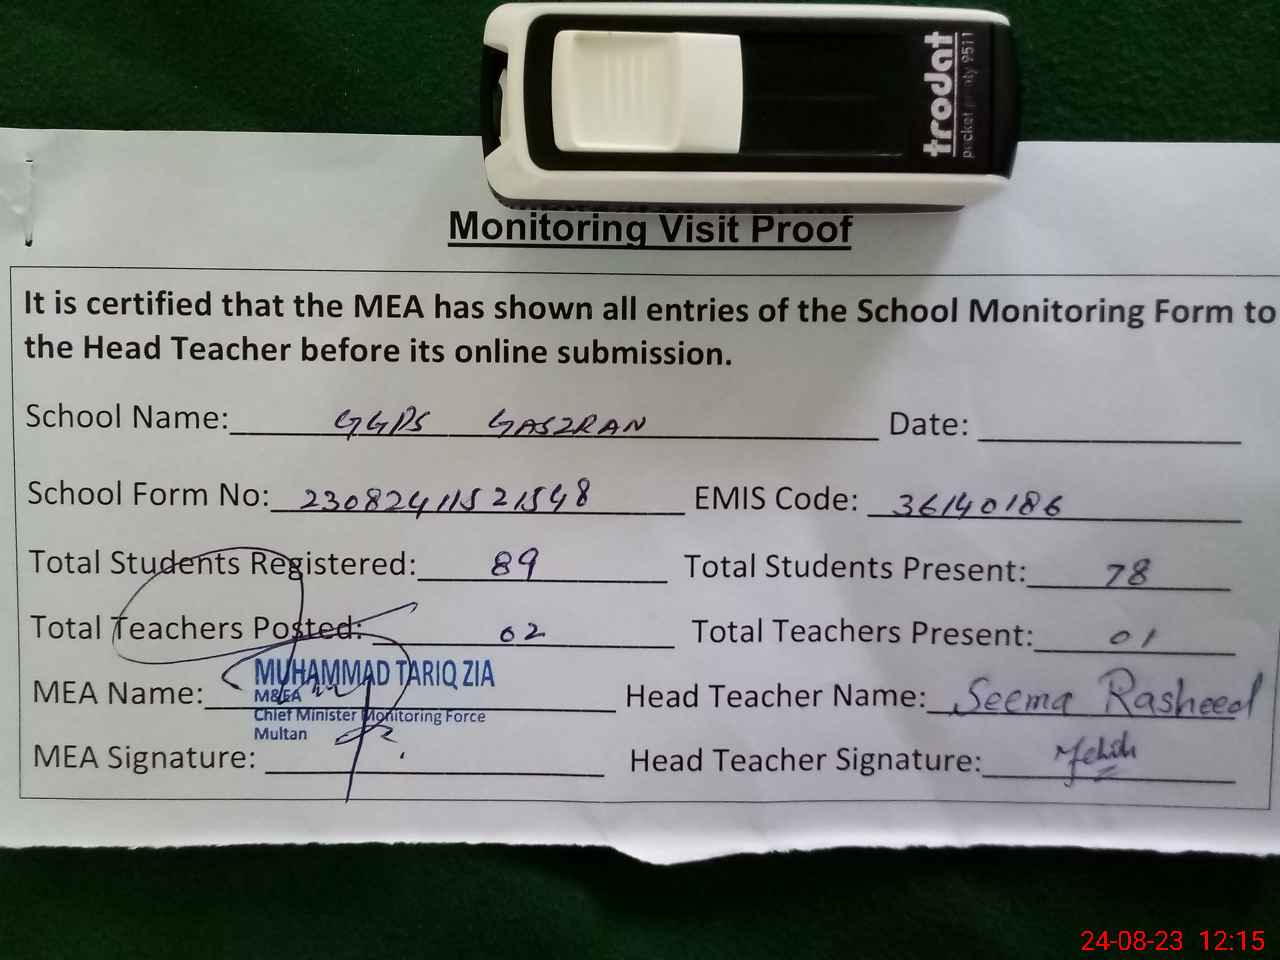 trodat
pocket printy 9511
Monitoring Visit Proof
It is certified that the MEA has shown all entries of the School Monitoring Form to
the Head Teacher before its online submission.
School Name: GGPS GASZRAN Date:
School Form No: 23082411521548 EMIS Code: 36140186
Total Students Registered: 89 Total Students Present: 78
Total Teachers Posted: 02 Total Teachers Present: 01
MUHAMMAD TARIQ ZIA
MEA Name: M&EA Head Teacher Name: Seema Rasheed
Chief Minister Monitoring Force
Multan
MEA Signature: Head Teacher Signature:
24-08-23 12:15